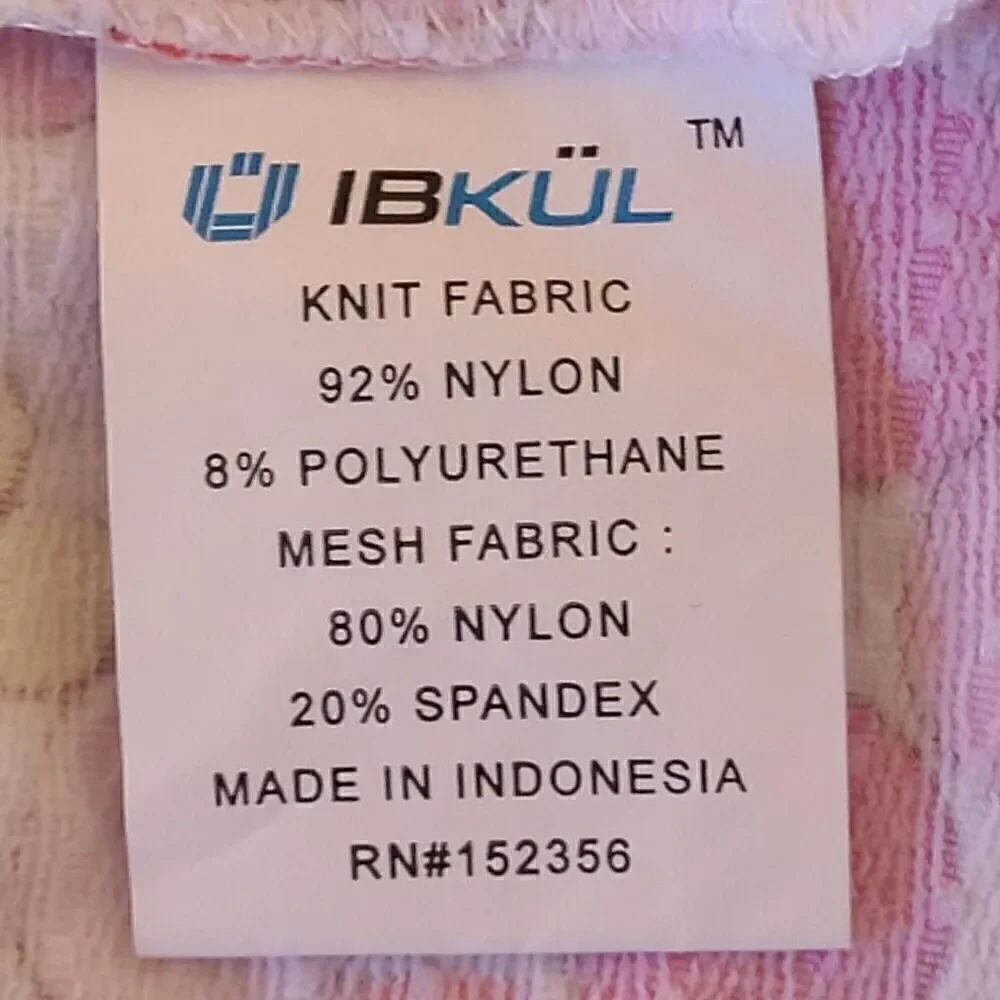 TM
IBKÜL
KNIT FABRIC
92% NYLON
8% POLYURETHANE
MESH FABRIC :
80% NYLON
20% SPANDEX
MADE IN INDONESIA
RN#152356